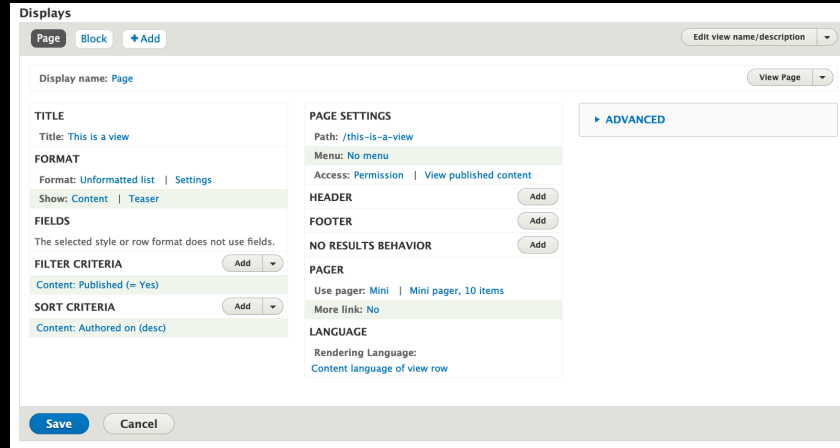 Displays
Page Block +Add Edit view name/description
Display name: Page View Page
TITLE
Title: This is a view
FORMAT
Format: Unformatted list | Settings
Show: Content | Teaser
FIELDS
The selected style or row format does not use fields.
FILTER CRITERIA Add
Content: Published (= Yes)
SORT CRITERIA Add
Content: Authored on (desc)
PAGE SETTINGS
Path: /this-is-a-view
Menu: No menu
Access: Permission | View published content
HEADER Add
FOOTER Add
NO RESULTS BEHAVIOR Add
PAGER
Use pager: Mini | Mini pager, 10 items
More link: No
LANGUAGE
Rendering Language:
Content language of view row
ADVANCED
Save Cancel